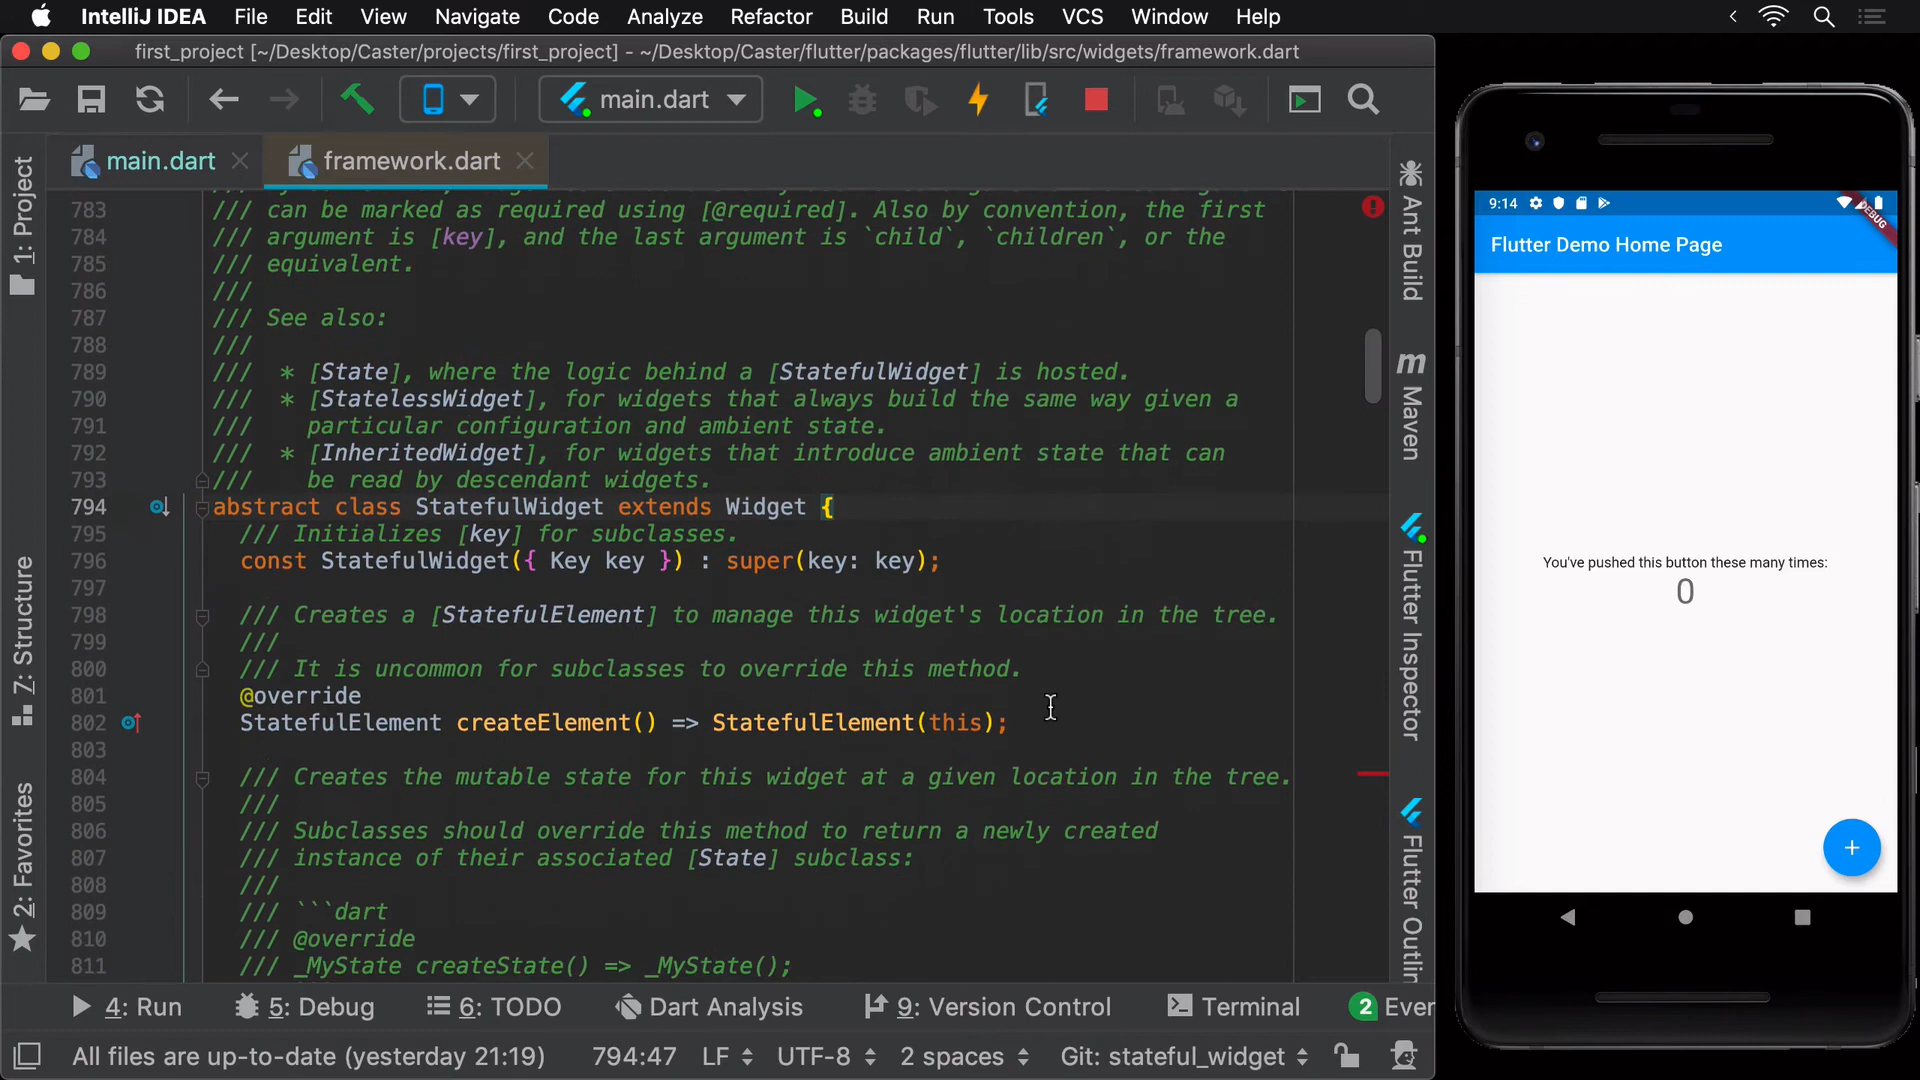 IntelliJ IDEA File Edit View Navigate Code Analyze Refactor Build Run Tools VCS Window Help
first_project [~/Desktop/Caster/projects/first_project] - ~/Desktop/Caster/flutter/packages/flutter/lib/src/widgets/framework.dart
main.dart
main.dart framework.dart
783 /// can be marked as required using [@required]. Also by convention, the first
784 /// argument is [key], and the last argument is `child`, `children`, or the
785 /// equivalent.
786 ///
787 /// See also:
788 ///
789 /// * [State], where the logic behind a [StatefulWidget] is hosted.
790 /// * [StatelessWidget], for widgets that always build the same way given a
791 /// particular configuration and ambient state.
792 /// * [InheritedWidget], for widgets that introduce ambient state that can
793 /// be read by descendant widgets.
794 abstract class StatefulWidget extends Widget {
795 /// Initializes [key] for subclasses.
796 const StatefulWidget({ Key key }) : super(key: key);
797
798 /// Creates a [StatefulElement] to manage this widget's location in the tree.
799 ///
800 /// It is uncommon for subclasses to override this method.
801 @override
802 StatefulElement createElement() => StatefulElement(this);
803
804 /// Creates the mutable state for this widget at a given location in the tree.
805 ///
806 /// Subclasses should override this method to return a newly created
807 /// instance of their associated [State] subclass:
808 ///
809 /// ```dart
810 /// @override
811 /// _MyState createState() => _MyState();
1: Project
7: Structure
2: Favorites
Ant Build
m Maven
Flutter Inspector
Flutter Outlin
4: Run 5: Debug 6: TODO Dart Analysis 9: Version Control Terminal 2 Ever
All files are up-to-date (yesterday 21:19) 794:47 LF UTF-8 2 spaces Git: stateful_widget
9:14
DEBUG
Flutter Demo Home Page
You've pushed this button these many times:
0
+